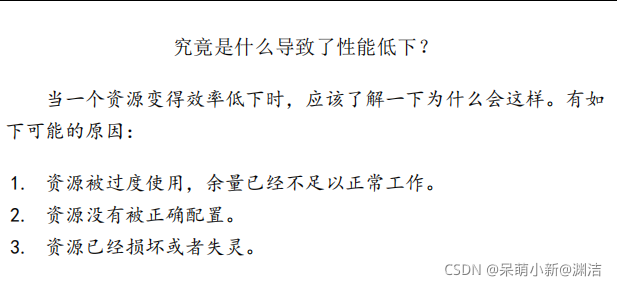 究竟是什么导致了性能低下？
当一个资源变得效率低下时，应该了解一下为什么会这样。有如
下可能的原因：
1. 资源被过度使用，余量已经不足以正常工作。
2. 资源没有被正确配置。
3. 资源已经损坏或者失灵。
CSDN @呆萌小新@渊洁